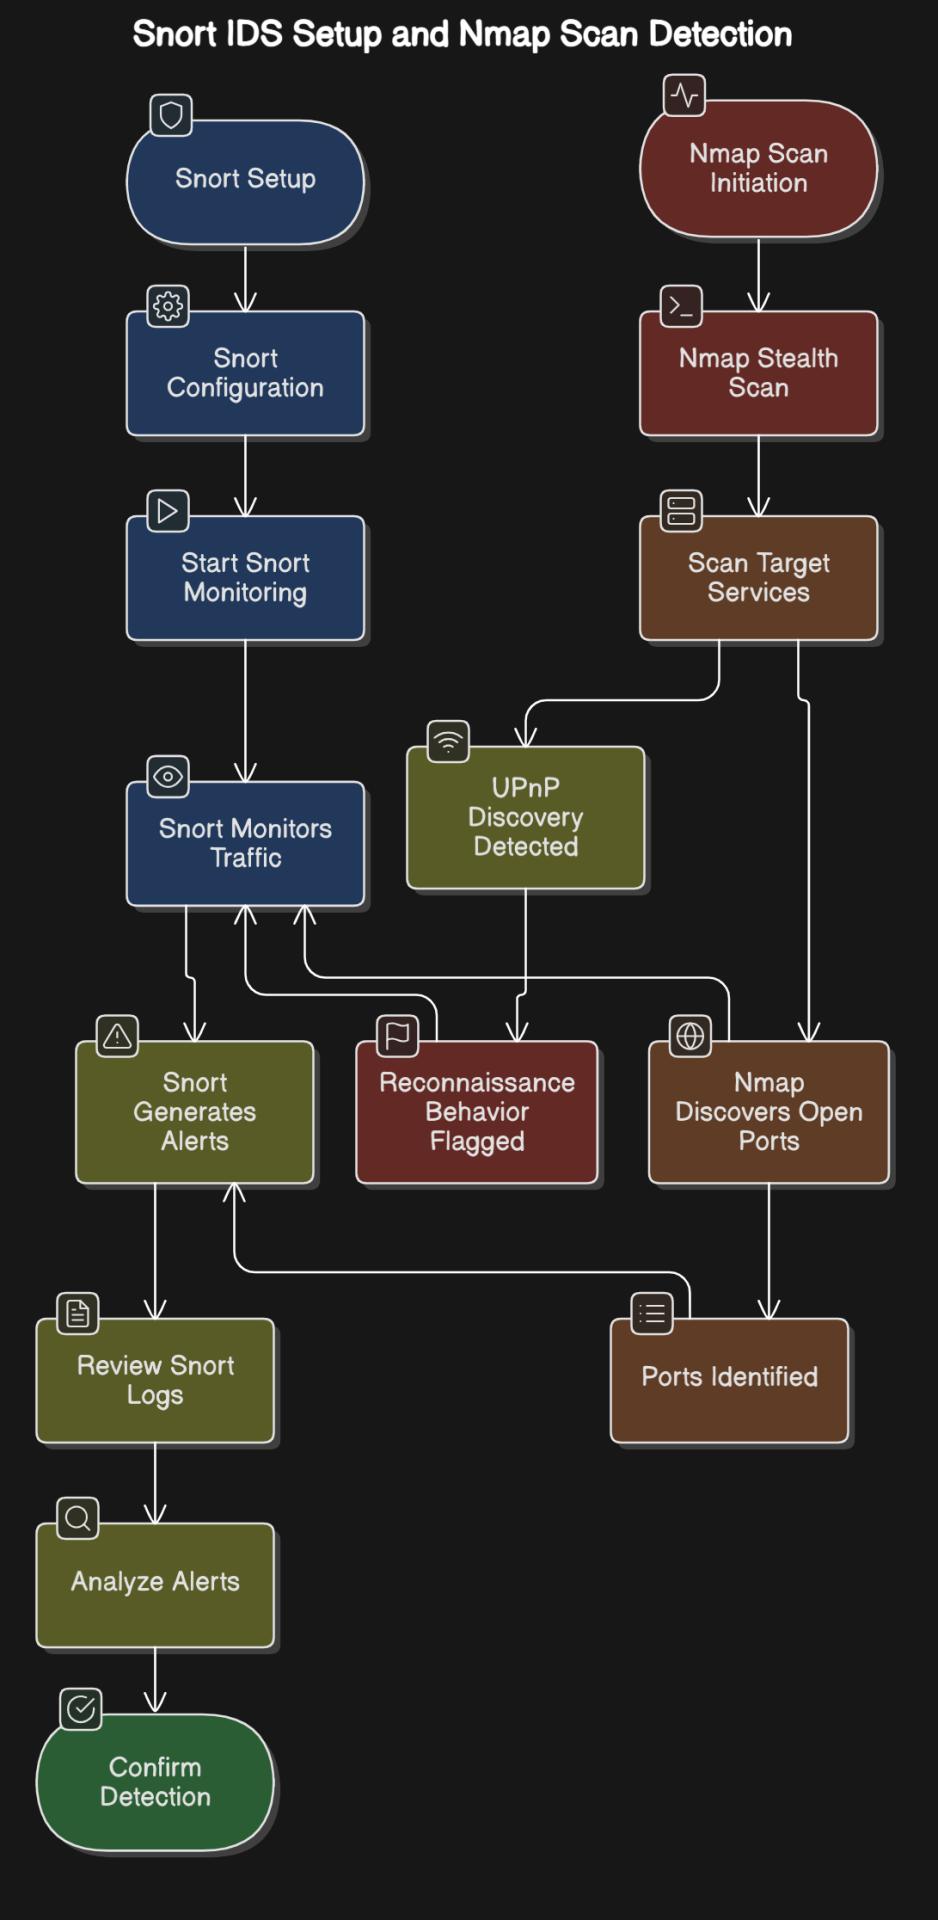 Snort IDS Setup and Nmap Scan Detection
Snort Setup
Nmap Scan
Initiation
Snort
Configuration
Nmap Stealth
Scan
Start Snort
Monitoring
Scan Target
Services
Snort Monitors
Traffic
UPnP
Discovery
Detected
Snort
Generates
Alerts
Reconnaissance
Behavior
Flagged
Nmap
Discovers Open
Ports
Review Snort
Logs
Ports Identified
Analyze Alerts
Confirm
Detection